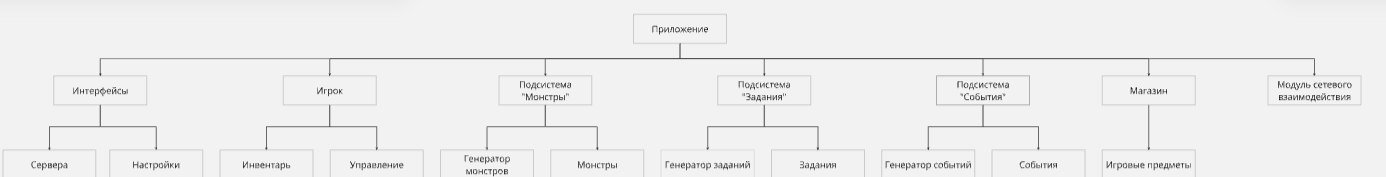 Приложение
Интерфейсы
Игрок
Подсистема
"Монстры"
Подсистема
"Задания"
Подсистема
"События"
Магазин
Модуль сетевого
взаимодействия
Сервера
Настройки
Инвентарь
Управление
Генератор
монстров
Монстры
Генератор заданий
Задания
Генератор событий
События
Игровые предметы